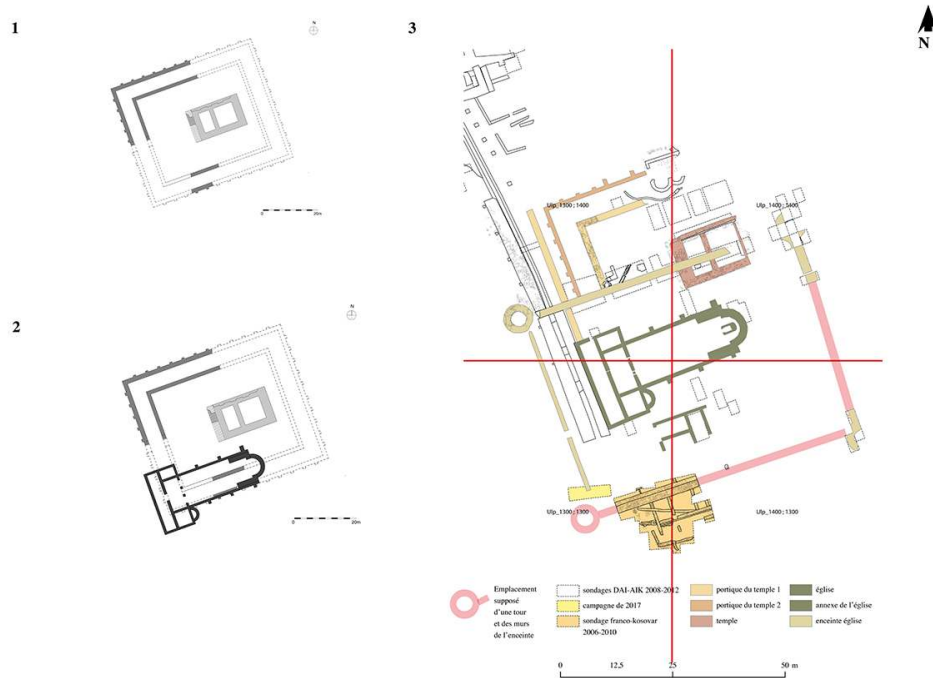 1
N
0
20m
2
N
0
20m
3
N
Ulp_1300 ; 1400
Ulp_1400 ; 1400
Ulp_1300 ; 1300
Ulp_1400 ; 1300
Emplacement
supposé
d'une tour
et des murs
de l'enceinte
sondages DAI-AIK 2008-2012
campagne de 2017
sondage franco-kosovar
2006-2010
portique du temple 1
portique du temple 2
temple
église
annexe de l'église
enceinte église
0 12,5 25 50 m